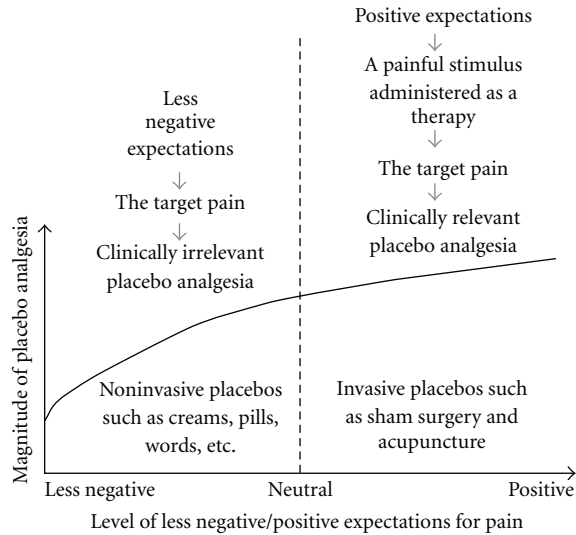 Positive expectations
A painful stimulus
administered as a
therapy
The target pain
Clinically relevant
placebo analgesia
Less
negative
expectations
The target pain
Clinically irrelevant
placebo analgesia
Magnitude of placebo analgesia
Noninvasive placebos
such as creams, pills,
words, etc.
Invasive placebos such
as sham surgery and
acupuncture
Less negative
Neutral
Positive
Level of less negative/positive expectations for pain